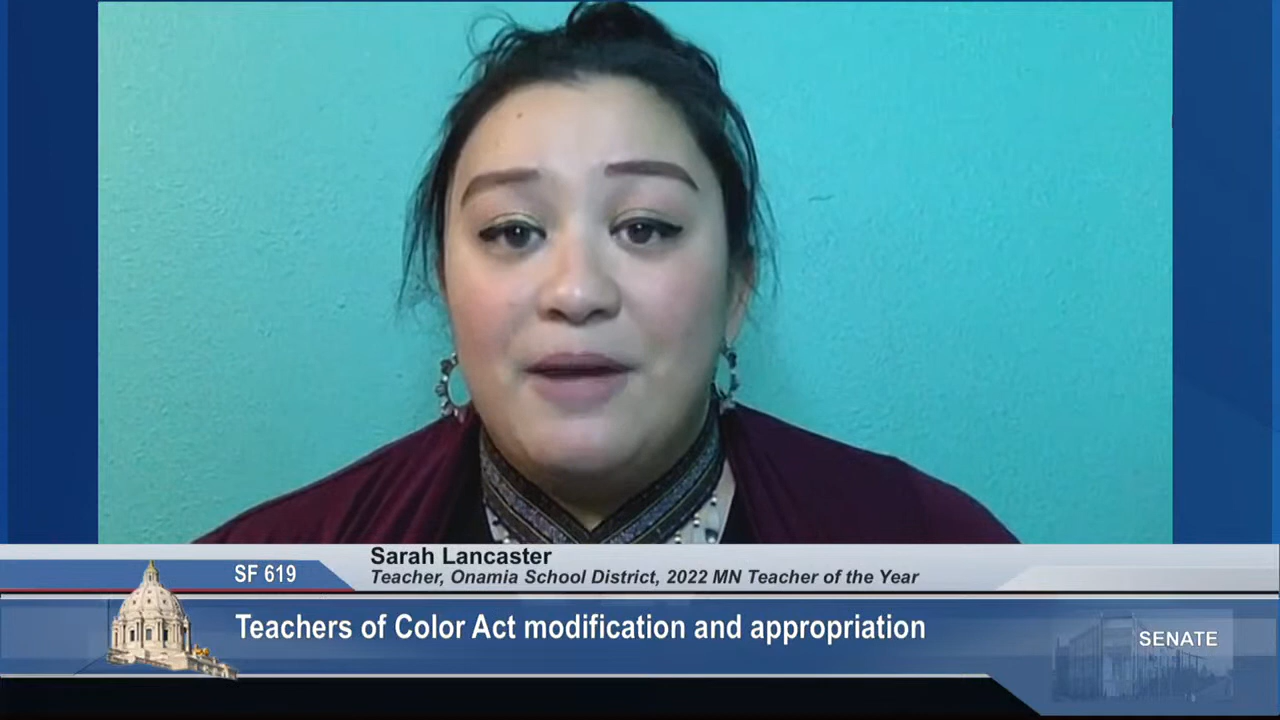 Sarah Lancaster
SF 619
Teacher, Onamia School District, 2022 MN Teacher of the Year
Teachers of Color Act modification and appropriation
SENATE